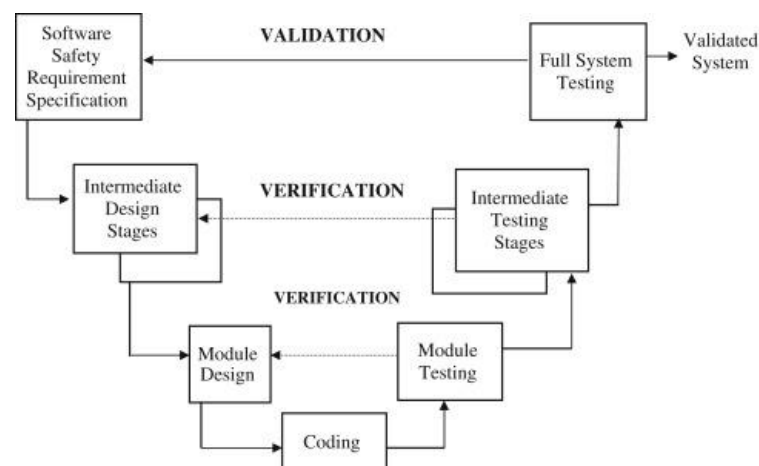 Software
Safety
Requirement
Specification
VALIDATION
Full System
Testing
Validated
System
Intermediate
Design
Stages
VERIFICATION
Intermediate
Testing
Stages
VERIFICATION
Module
Design
Module
Testing
Coding